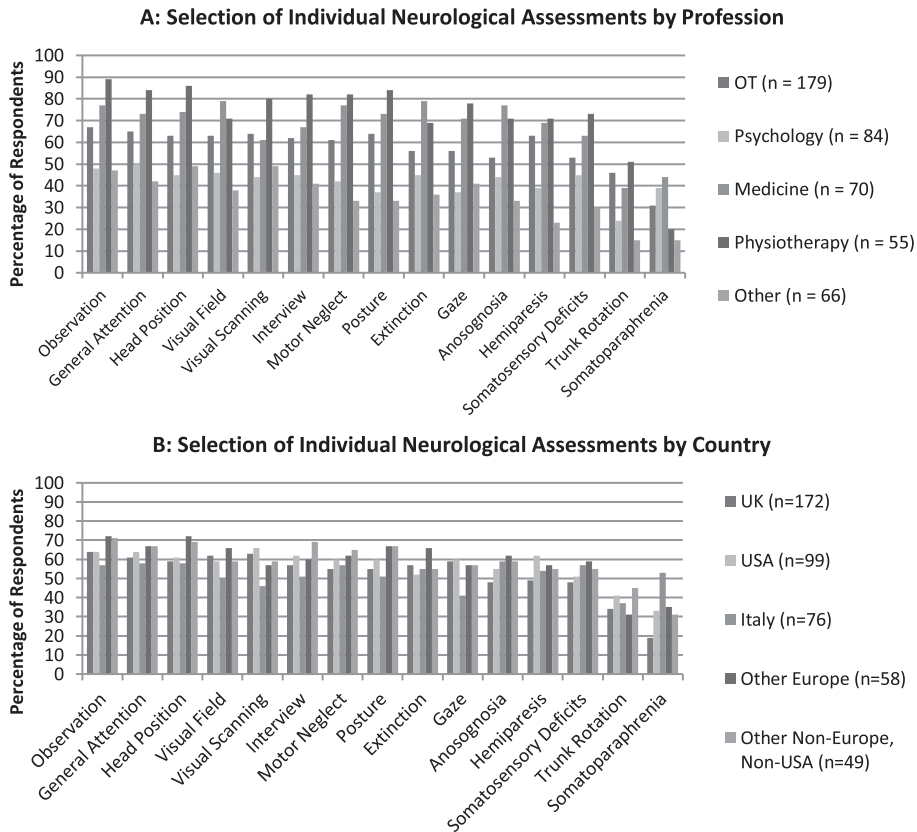 A: Selection of Individual Neurological Assessments by Profession
Percentage of Respondents
100
90
80
70
60
50
40
30
20
10
0
Observation
General Attention
Head Position
Visual Field
Visual Scanning
Interview
Motor Neglect
Posture
Extinction
Gaze
Anosognosia
Hemiparesis
Somatosensory Deficits
Trunk Rotation
Somatoparaphrenia
OT (n = 179)
Psychology (n = 84)
Medicine (n = 70)
Physiotherapy (n = 55)
Other (n = 66)
B: Selection of Individual Neurological Assessments by Country
Percentage of Respondents
100
90
80
70
60
50
40
30
20
10
0
Observation
General Attention
Head Position
Visual Field
Visual Scanning
Interview
Motor Neglect
Posture
Extinction
Gaze
Anosognosia
Hemiparesis
Somatosensory Deficits
Trunk Rotation
Somatoparaphrenia
UK (n=172)
USA (n=99)
Italy (n=76)
Other Europe (n=58)
Other Non-Europe,
Non-USA (n=49)